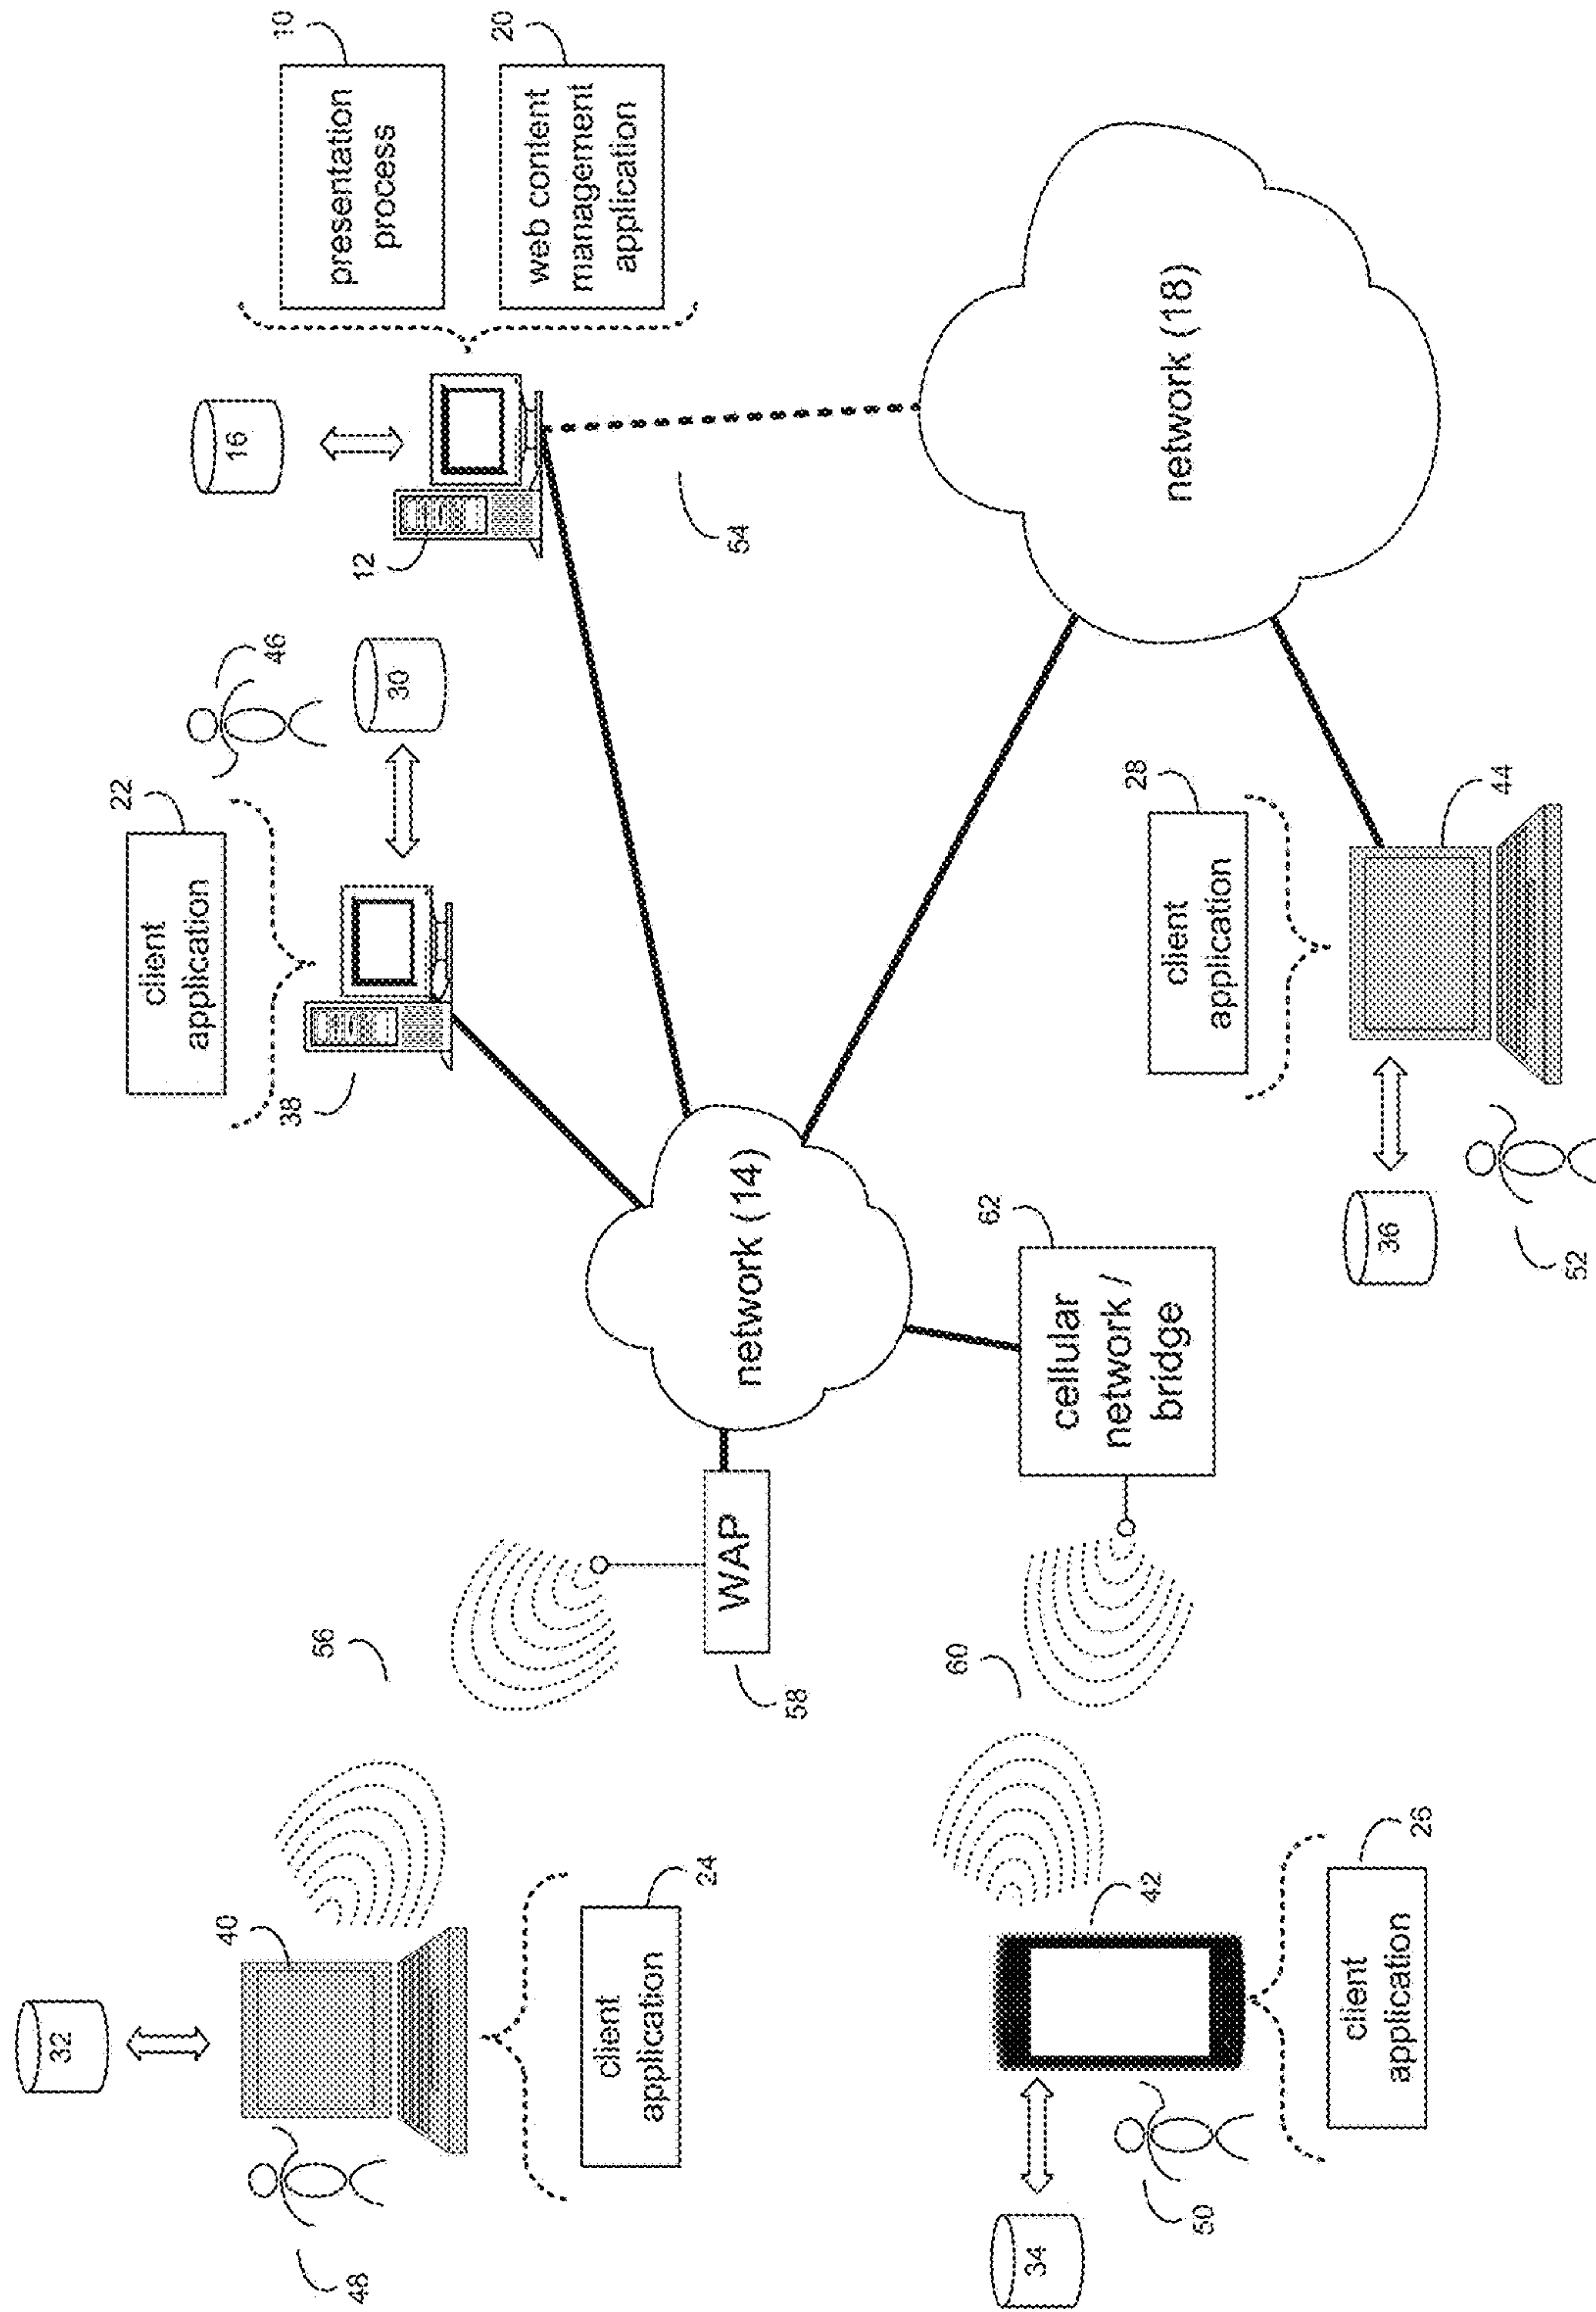 32
40
48
client
application
24
56
WAP
58
client
application
22
38
46
30
16
12
presentation
process
10
web content
management
application
20
54
network (14)
network (18)
34
42
50
client
application
26
60
cellular
network /
bridge
62
client
application
28
44
36
52